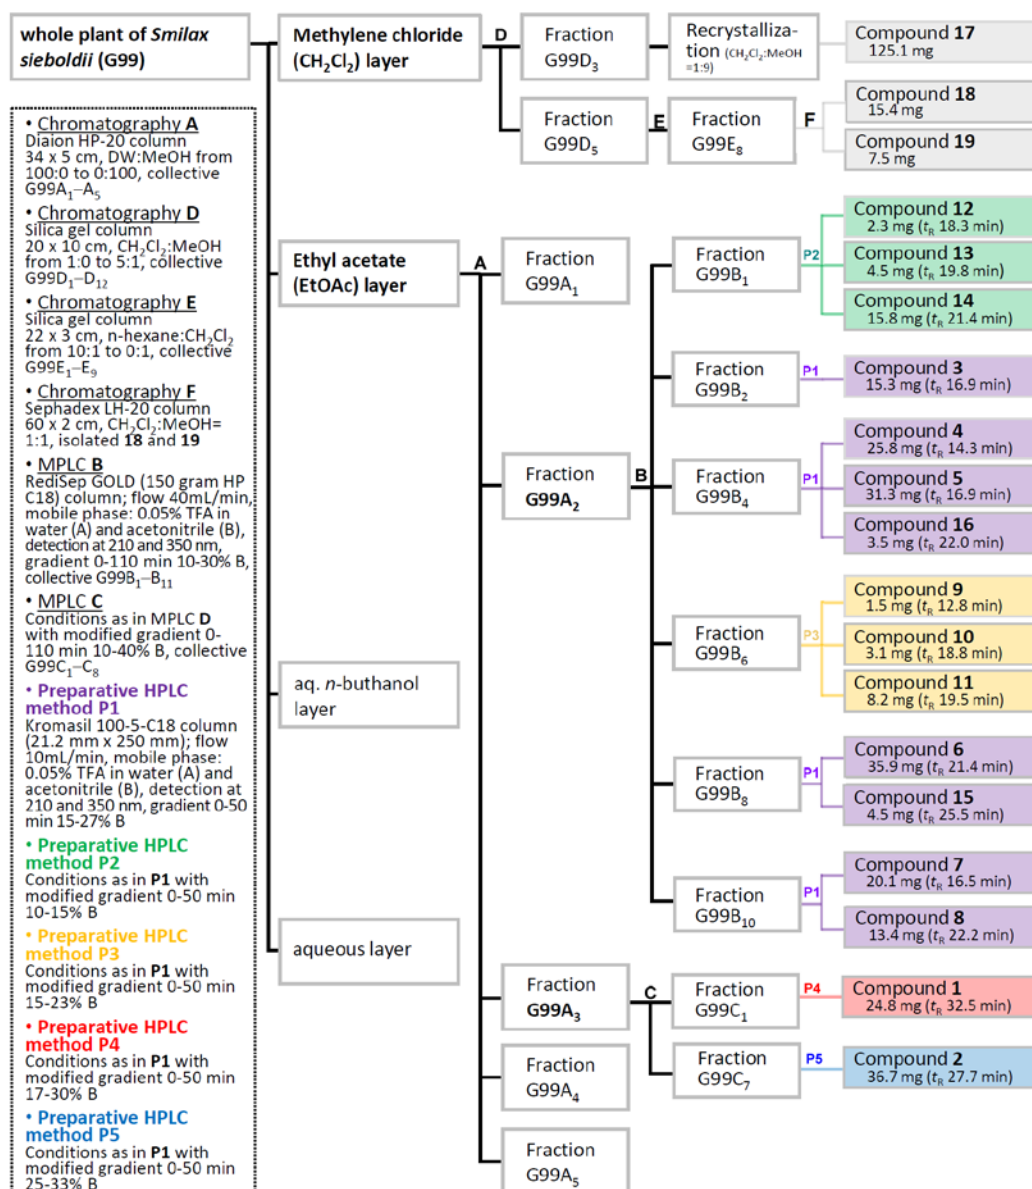 whole plant of Smilax
sieboldii (G99)
• Chromatography A
Diaion HP-20 column
34 x 5 cm, DW:MeOH from
100:0 to 0:100, collective
G99A₁–A₅
• Chromatography D
Silica gel column
20 x 10 cm, CH₂Cl₂:MeOH
from 1:0 to 5:1, collective
G99D₁–D₁₂
• Chromatography E
Silica gel column
22 x 3 cm, n-hexane:CH₂Cl₂
from 10:1 to 0:1, collective
G99E₁–E₉
• Chromatography F
Sephadex LH-20 column
60 x 2 cm, CH₂Cl₂:MeOH=
1:1, isolated 18 and 19
• MPLC B
RediSep GOLD (150 gram HP
C18) column; flow 40mL/min,
mobile phase: 0.05% TFA in
water (A) and acetonitrile (B),
detection at 210 and 350 nm,
gradient 0-110 min 10-30% B,
collective G99B₁–B₁₁
• MPLC C
Conditions as in MPLC D
with modified gradient 0-
110 min 10-40% B, collective
G99C₁–C₈
• Preparative HPLC
method P1
Kromasil 100-5-C18 column
(21.2 mm x 250 mm); flow
10mL/min, mobile phase:
0.05% TFA in water (A) and
acetonitrile (B), detection at
210 and 350 nm, gradient 0-50
min 15-27% B
• Preparative HPLC
method P2
Conditions as in P1 with
modified gradient 0-50 min
10-15% B
• Preparative HPLC
method P3
Conditions as in P1 with
modified gradient 0-50 min
15-23% B
• Preparative HPLC
method P4
Conditions as in P1 with
modified gradient 0-50 min
17-30% B
• Preparative HPLC
method P5
Conditions as in P1 with
modified gradient 0-50 min
25-33% B
Methylene chloride
(CH₂Cl₂) layer
D
Fraction
G99D₃
Recrystalliza-
tion (CH₂Cl₂:MeOH
=1:9)
Compound 17
125.1 mg
Fraction
G99D₅
E
Fraction
G99E₈
F
Compound 18
15.4 mg
Compound 19
7.5 mg
Ethyl acetate
(EtOAc) layer
A
Fraction
G99A₁
Fraction
G99A₂
B
Fraction
G99B₁
P2
Compound 12
2.3 mg (tR 18.3 min)
Compound 13
4.5 mg (tR 19.8 min)
Compound 14
15.8 mg (tR 21.4 min)
Fraction
G99B₂
P1
Compound 3
15.3 mg (tR 16.9 min)
Fraction
G99B₄
P1
Compound 4
25.8 mg (tR 14.3 min)
Compound 5
31.3 mg (tR 16.9 min)
Compound 16
3.5 mg (tR 22.0 min)
Fraction
G99B₆
P3
Compound 9
1.5 mg (tR 12.8 min)
Compound 10
3.1 mg (tR 18.8 min)
Compound 11
8.2 mg (tR 19.5 min)
Fraction
G99B₈
P1
Compound 6
35.9 mg (tR 21.4 min)
Compound 15
4.5 mg (tR 25.5 min)
Fraction
G99B₁₀
P1
Compound 7
20.1 mg (tR 16.5 min)
Compound 8
13.4 mg (tR 22.2 min)
Fraction
G99A₃
C
Fraction
G99C₁
P4
Compound 1
24.8 mg (tR 32.5 min)
Fraction
G99C₇
P5
Compound 2
36.7 mg (tR 27.7 min)
Fraction
G99A₄
Fraction
G99A₅
aq. n-buthanol
layer
aqueous layer